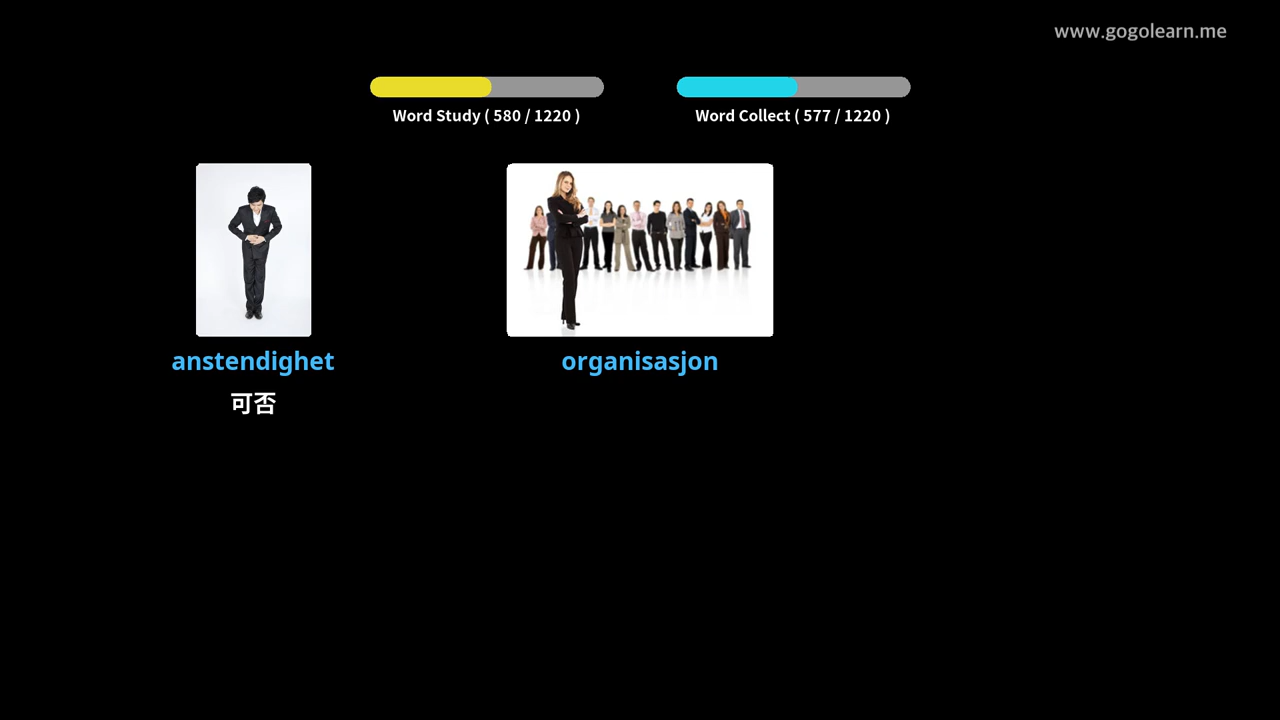 www.gogolearn.me
Word Study ( 580 / 1220 )
Word Collect ( 577 / 1220 )
anstendighet
organisasjon
可否